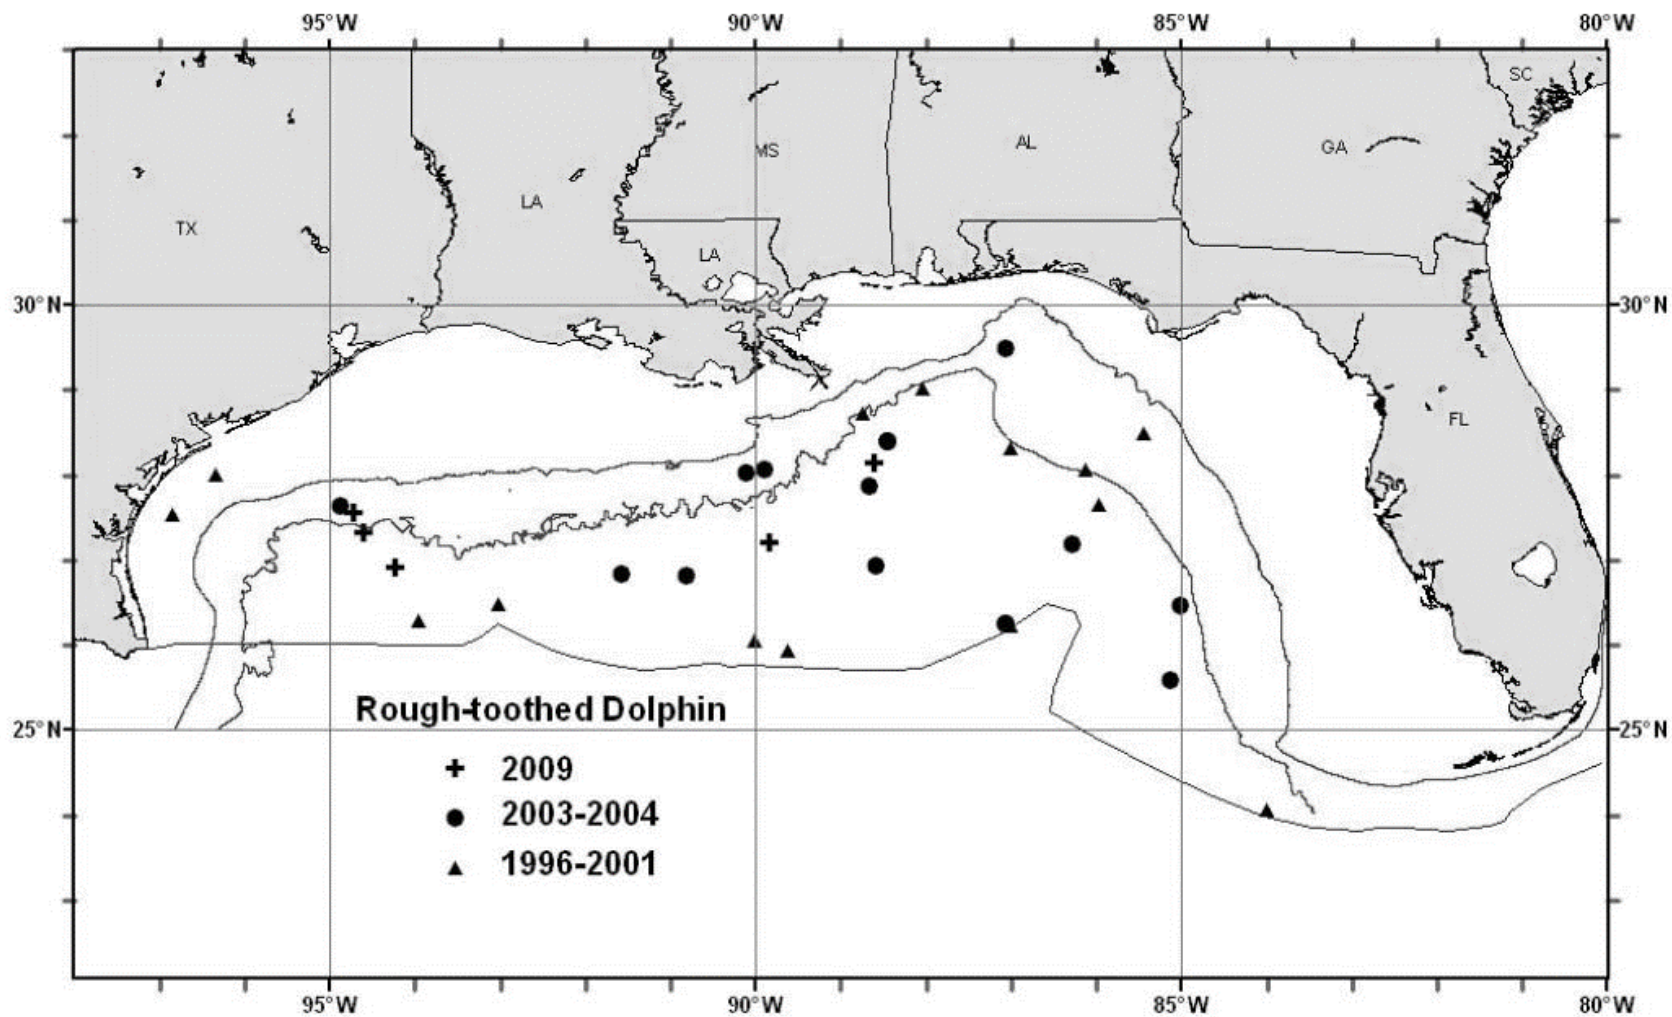 95°W 90°W 85°W 80°W
SC
MS AL GA
LA
TX
LA
30°N 30°N
FL
Rough-toothed Dolphin
25°N 25°N
2009
2003-2004
1996-2001
95°W 90°W 85°W 80°W